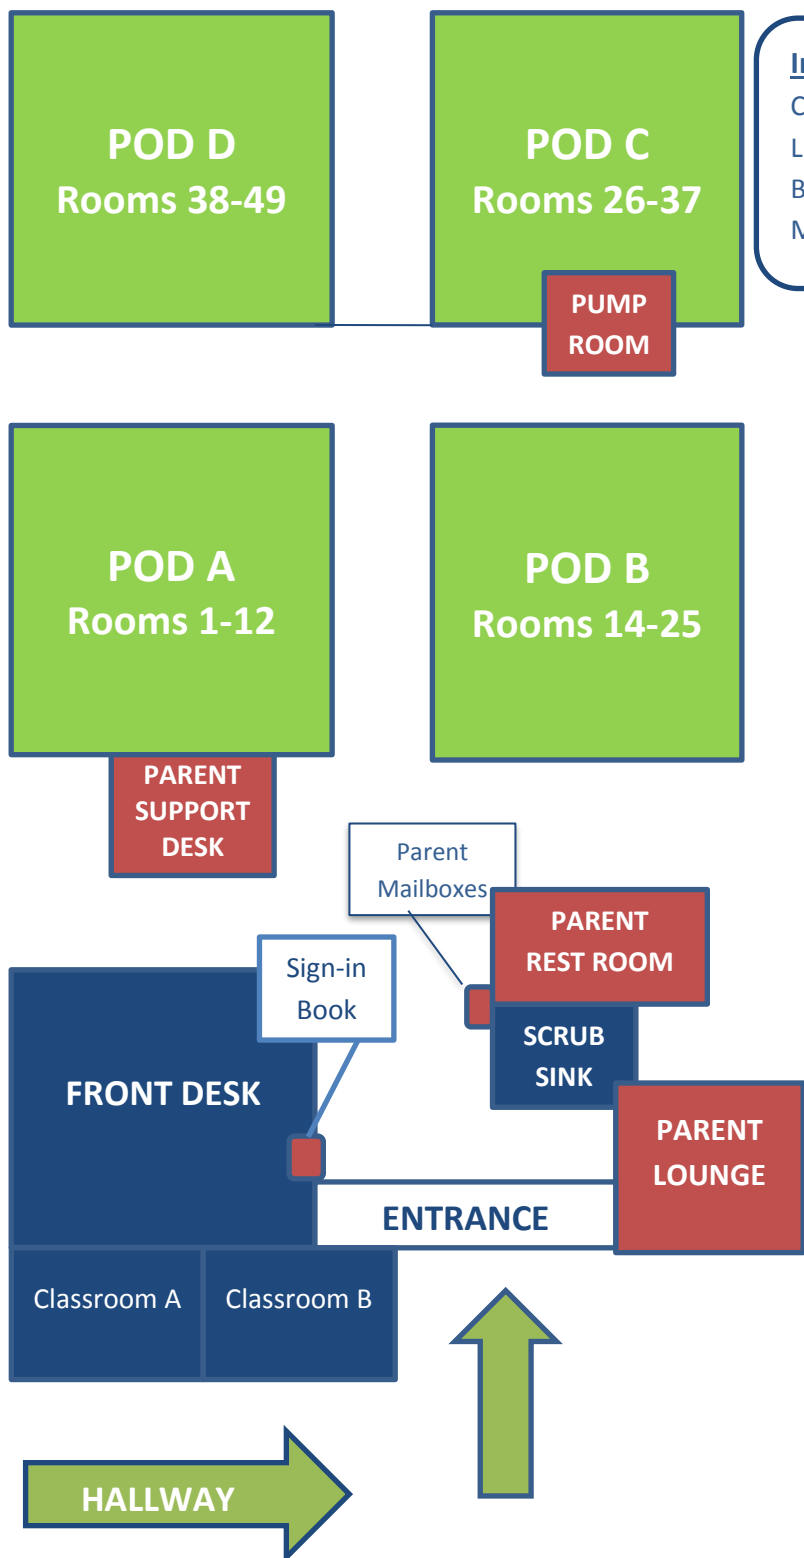 POD D
Rooms 38-49
POD C
Rooms 26-37
PUMP
ROOM
POD A
Rooms 1-12
POD B
Rooms 14-25
PARENT
SUPPORT
DESK
Parent
Mailboxes
PARENT
REST ROOM
Sign-in
Book
SCRUB
SINK
FRONT DESK
PARENT
LOUNGE
ENTRANCE
Classroom A
Classroom B
HALLWAY